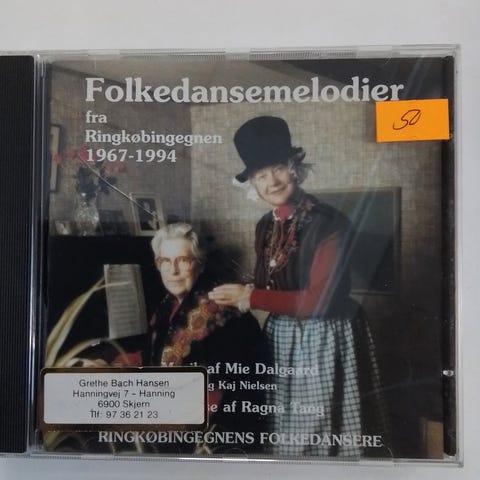 Folkedansemelodier
fra
Ringkøbingegnen
1967-1994
50
af Mie Dalgaard
Kaj Nielsen
af Ragna Tang
RINGKØBINGEGNENS FOLKEDANSERE
Grethe Bach Hansen
Hanningvej 7 - Hanning
6900 Skjern
Tlf: 97 36 21 23